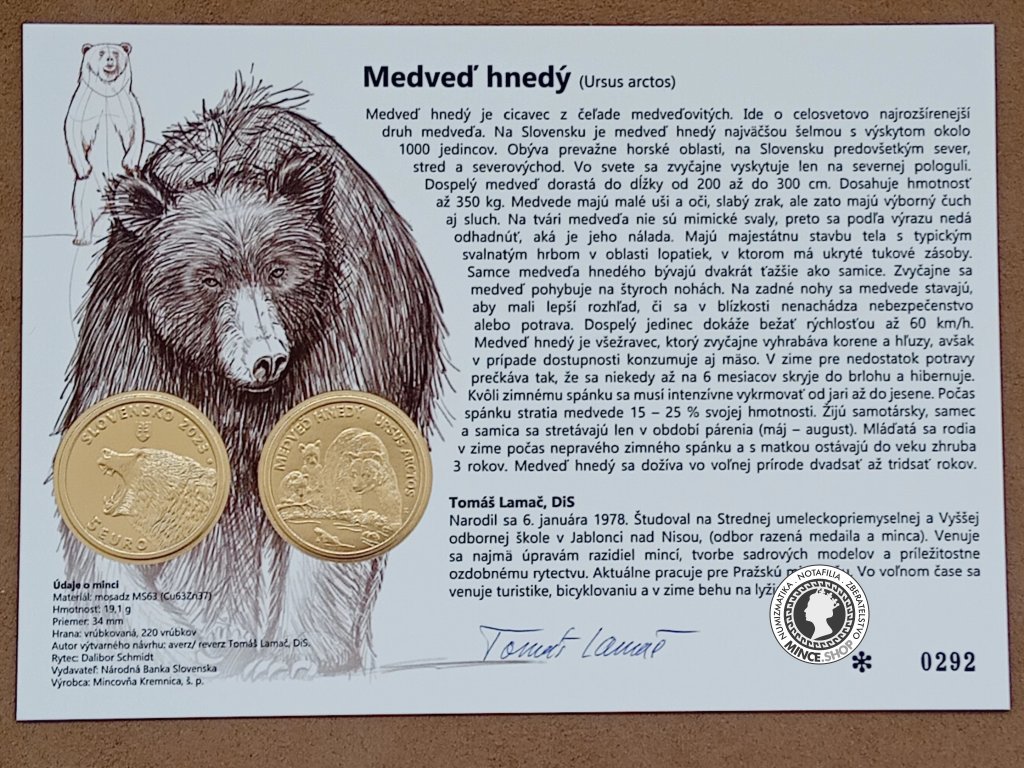 Medveď hnedý (Ursus arctos)
Medveď hnedý je cicavec z čeľade medveďovitých. Ide o celosvetovo najrozšírenejší
druh medveďa. Na Slovensku je medveď hnedý najväčšou šelmou s výskytom okolo
1000 jedincov. Obýva prevažne horské oblasti, na Slovensku predovšetkým sever,
stred a severovýchod. Vo svete sa zvyčajne vyskytuje len na severnej pologuli.
Dospelý medveď dorastá do dĺžky od 200 až do 300 cm. Dosahuje hmotnosť
až 350 kg. Medvede majú malé uši a oči, slabý zrak, ale zato majú výborný čuch
aj sluch. Na tvári medveďa nie sú mimické svaly, preto sa podľa výrazu nedá
odhadnúť, aká je jeho nálada. Majú majestátnu stavbu tela s typickým
svalnatým hrbom v oblasti lopatiek, v ktorom má ukryté tukové zásoby.
Samce medveďa hnedého bývajú dvakrát ťažšie ako samice. Zvyčajne sa
medveď pohybuje na štyroch nohách. Na zadné nohy sa medvede stavajú,
aby mali lepší rozhľad, či sa v blízkosti nenachádza nebezpečenstvo
alebo potrava. Dospelý jedinec dokáže bežať rýchlosťou až 60 km/h.
Medveď hnedý je všežravec, ktorý zvyčajne vyhrabáva korene a hľuzy, avšak
v prípade dostupnosti konzumuje aj mäso. V zime pre nedostatok potravy
prečkáva tak, že sa niekedy až na 6 mesiacov skryje do brlohu a hibernuje.
Kvôli zimnému spánku sa musí intenzívne vykrmovať od jari až do jesene. Počas
spánku stratia medvede 15 – 25 % svojej hmotnosti. Žijú samotársky, samec
a samica sa stretávajú len v období párenia (máj – august). Mláďatá sa rodia
v zime počas nepravého zimného spánku a s matkou ostávajú do veku zhruba
3 rokov. Medveď hnedý sa dožíva vo voľnej prírode dvadsať až tridsať rokov.
SLOVENSKO 2023
5 EURO
MEDVEĎ HNEDÝ URSUS ARCTOS
Tomáš Lamač, DiS
Narodil sa 6. januára 1978. Študoval na Strednej umeleckopriemyselnej a Vyššej
odbornej škole v Jablonci nad Nisou, (odbor razená medaila a minca). Venuje
sa najmä úpravám razidiel mincí, tvorbe sadrových modelov a príležitostne
ozdobnému rytectvu. Aktuálne pracuje pre Pražskú Vo voľnom čase sa
venuje turistike, bicyklovaniu a v zime behu na
Údaje o minci
Materiál: mosadz MS63 (Cu63Zn37)
Hmotnosť: 19,1 g
Priemer: 34 mm
Hrana: vrúbkovaná, 220 vrúbkov
Autor výtvarného návrhu: averz/ reverz Tomáš Lamač, DiS.
Rytec: Dalibor Schmidt
Vydavateľ: Národná Banka Slovenska
Výroba: Mincovňa Kremnica, š. p.
Tomáš Lamač
NUMIZMATIKA . NOTAFILIA . ZBERATEĽSTVO
MINCE.SHOP
* 0292